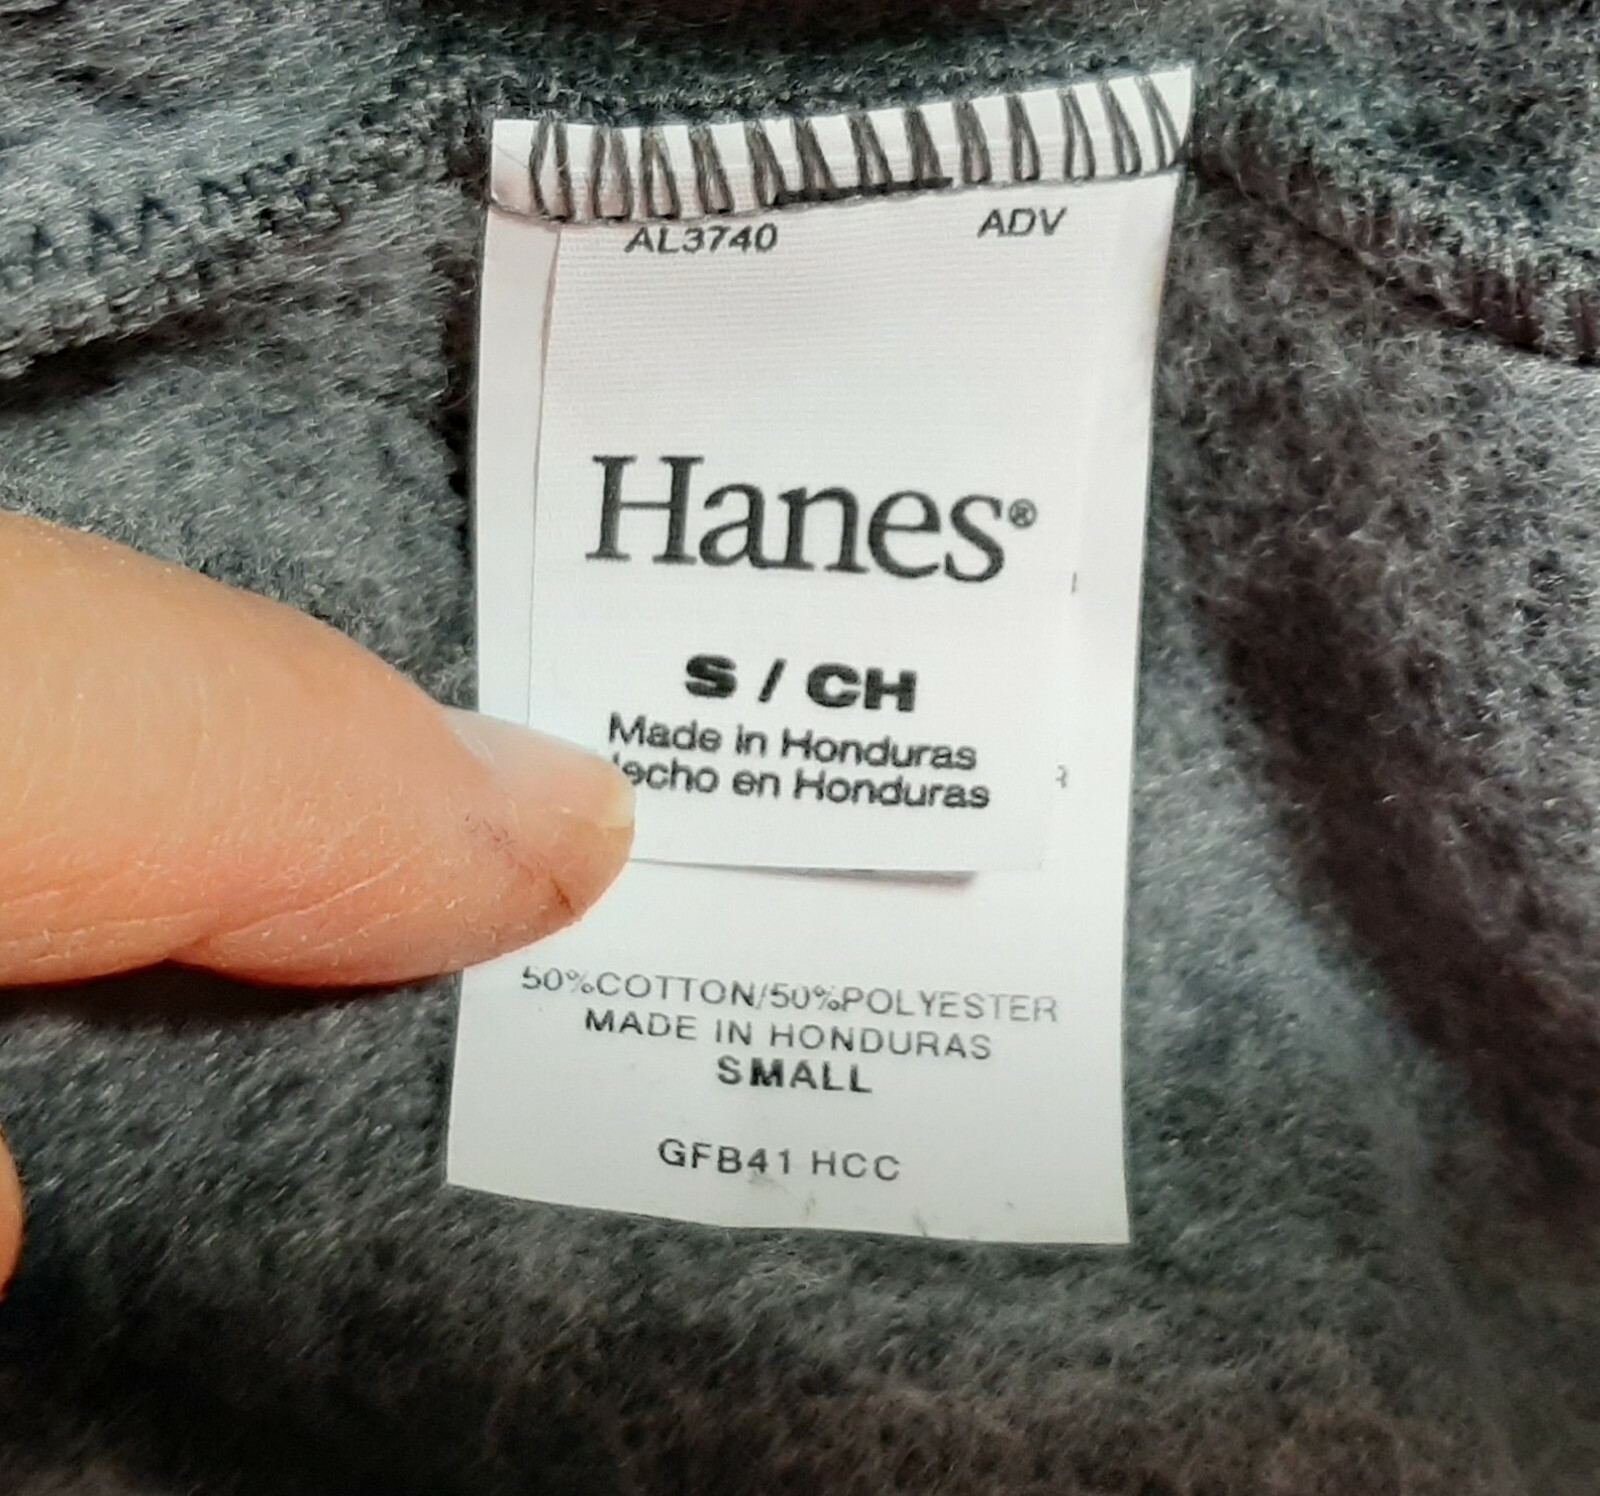 AL3740 ADV
Hanes®
S / CH
Made in Honduras
echo en Honduras
50%COTTON/50%POLYESTER
MADE IN HONDURAS
SMALL
GFB41 HCC